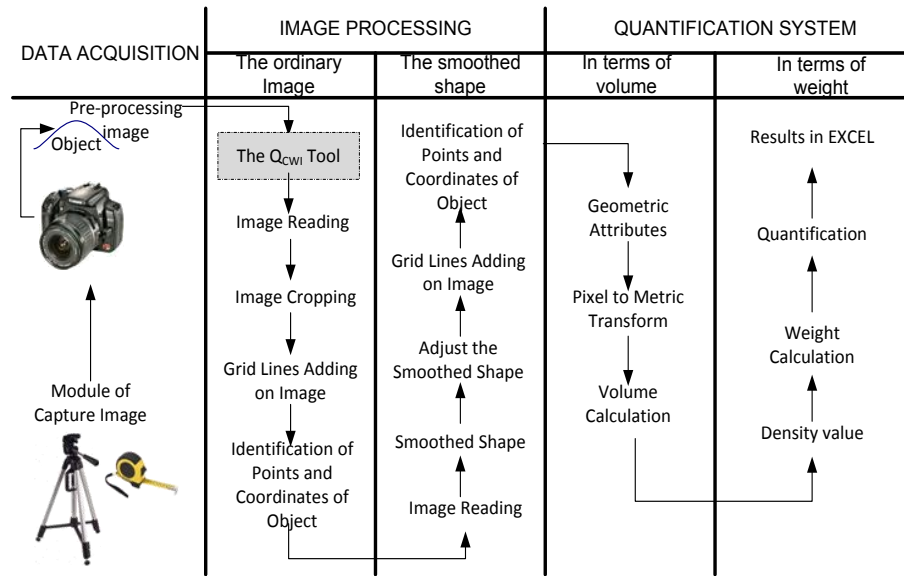 DATA ACQUISITION
IMAGE PROCESSING
QUANTIFICATION SYSTEM
The ordinary
Image
The smoothed
shape
In terms of
volume
In terms of
weight
Pre-processing
image
Object
Module of
Capture Image
The QCWI Tool
Image Reading
Image Cropping
Grid Lines Adding
on Image
Identification of
Points and
Coordinates of
Object
Identification of
Points and
Coordinates of
Object
Grid Lines Adding
on Image
Adjust the
Smoothed Shape
Smoothed Shape
Image Reading
Geometric
Attributes
Pixel to Metric
Transform
Volume
Calculation
Results in EXCEL
Quantification
Weight
Calculation
Density value